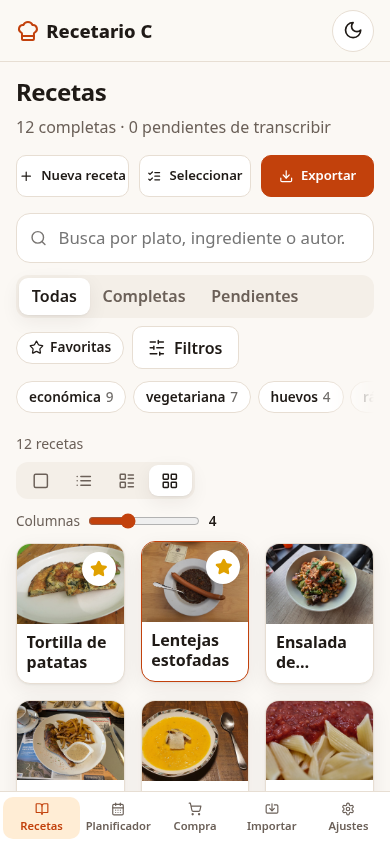 Recetario C
Recetas
12 completas · 0 pendientes de transcribir
Nueva receta
Seleccionar
Exportar
Busca por plato, ingrediente o autor.
Todas
Completas
Pendientes
Favoritas
Filtros
económica 9
vegetariana 7
huevos 4
12 recetas
Columnas
4
Tortilla de
patatas
Lentejas
estofadas
Ensalada
de...
Recetas
Planificador
Compra
Importar
Ajustes